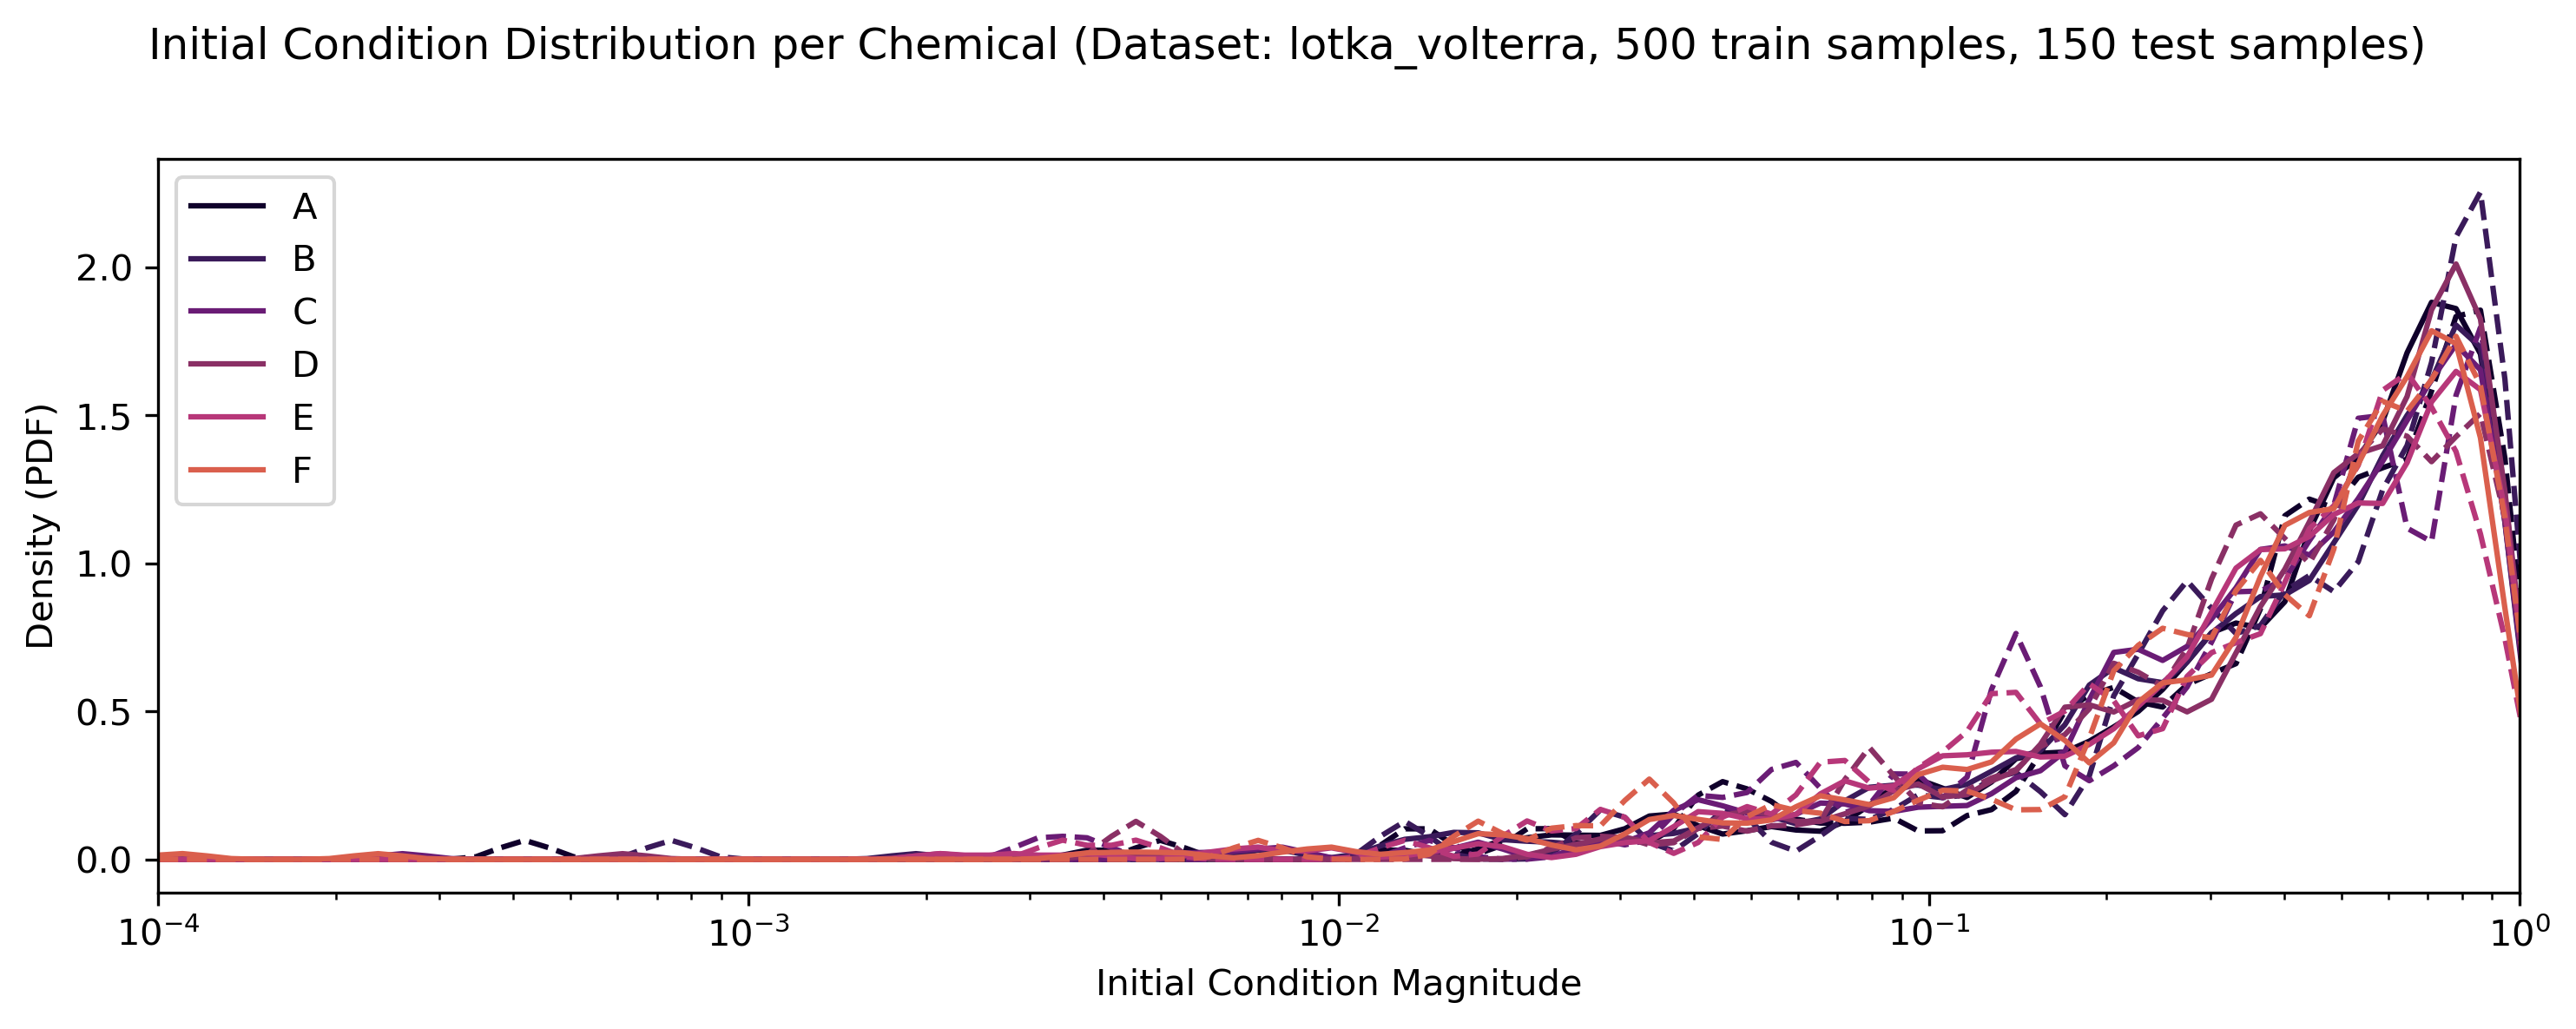 Initial Condition Distribution per Chemical (Dataset: lotka_volterra, 500 train samples, 150 test samples)
A
B
C
D
E
F
Density (PDF)
2.0
1.5
1.0
0.5
0.0
10⁻⁴
10⁻³
10⁻²
10⁻¹
10⁰
Initial Condition Magnitude